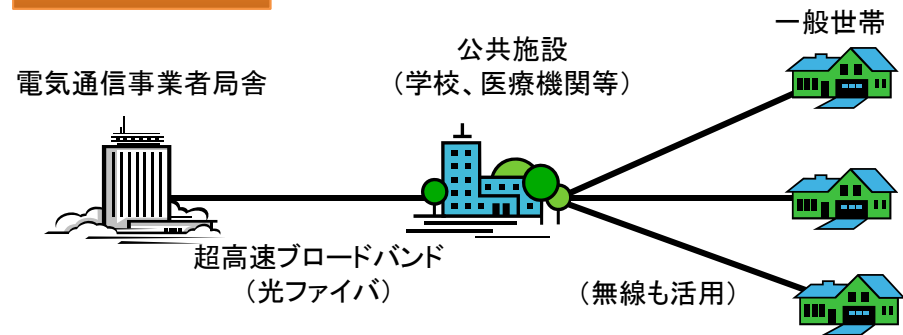 一般世帯
公共施設
（学校、医療機関等）
電気通信事業者局舎
超高速ブロードバンド
（光ファイバ）
（無線も活用）